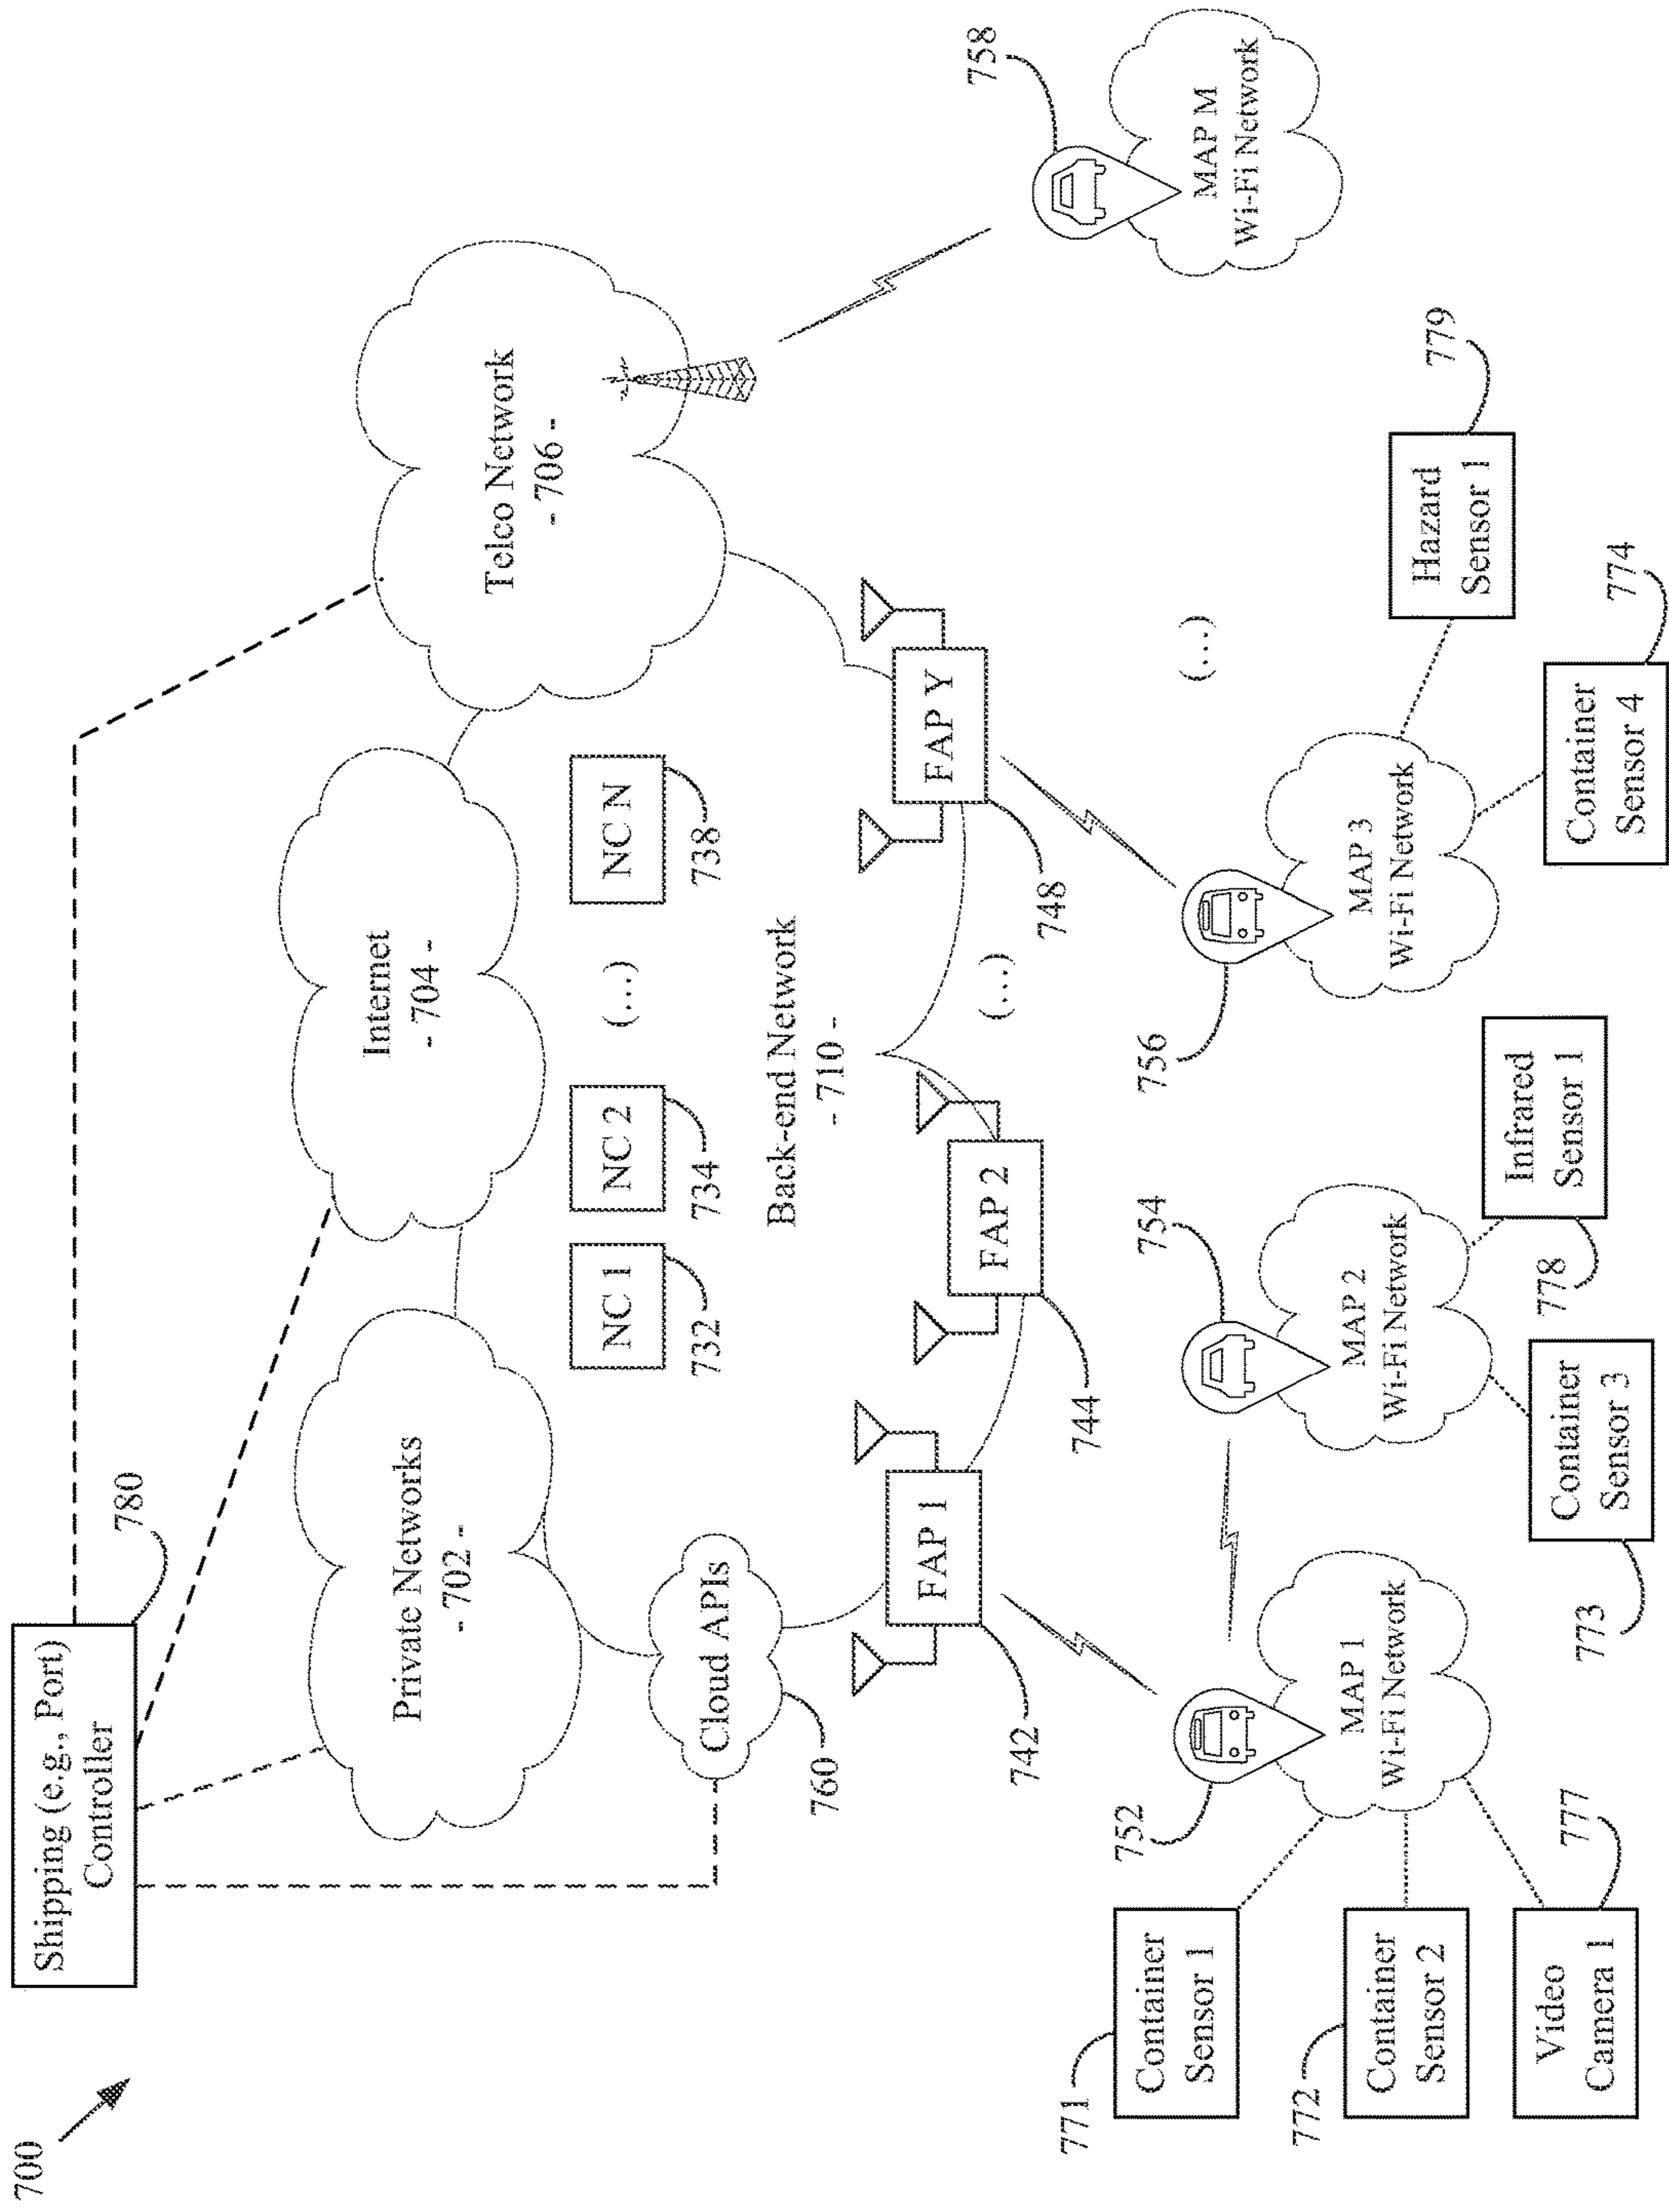 700
Shipping (e.g., Port)
Controller
780
Private Networks
- 702 -
Internet
- 704 -
Telco Network
- 706 -
Cloud APIs
760
NC 1
732
NC 2
734
(...)
NC N
738
Back-end Network
- 710 -
FAP 1
742
FAP 2
744
(...)
FAP Y
748
752
MAP 1
Wi-Fi Network
754
MAP 2
Wi-Fi Network
756
MAP 3
Wi-Fi Network
(...)
758
MAP M
Wi-Fi Network
771
Container
Sensor 1
772
Container
Sensor 2
Video
Camera 1
777
Container
Sensor 3
773
Infrared
Sensor 1
778
Container
Sensor 4
774
Hazard
Sensor 1
779